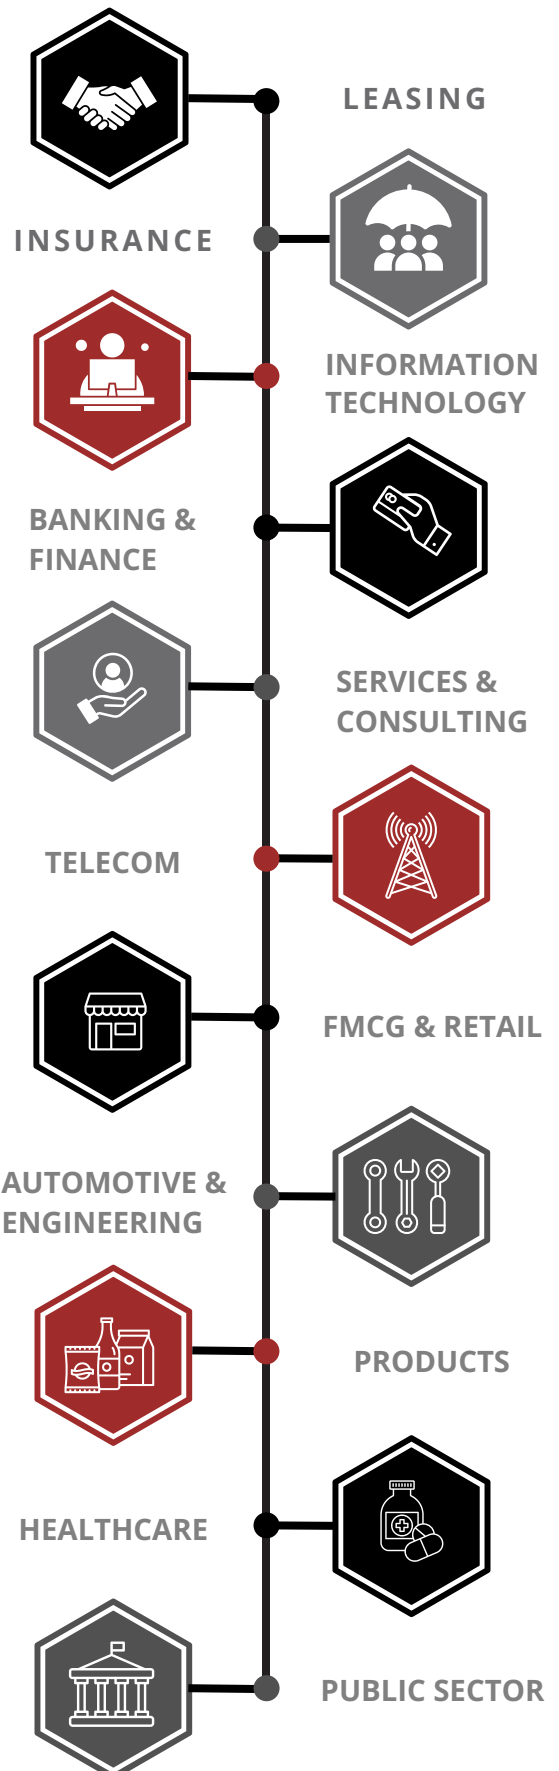 LEASING
INSURANCE
INFORMATION
TECHNOLOGY
BANKING &
FINANCE
SERVICES &
CONSULTING
TELECOM
FMCG & RETAIL
AUTOMOTIVE &
ENGINEERING
PRODUCTS
HEALTHCARE
PUBLIC SECTOR